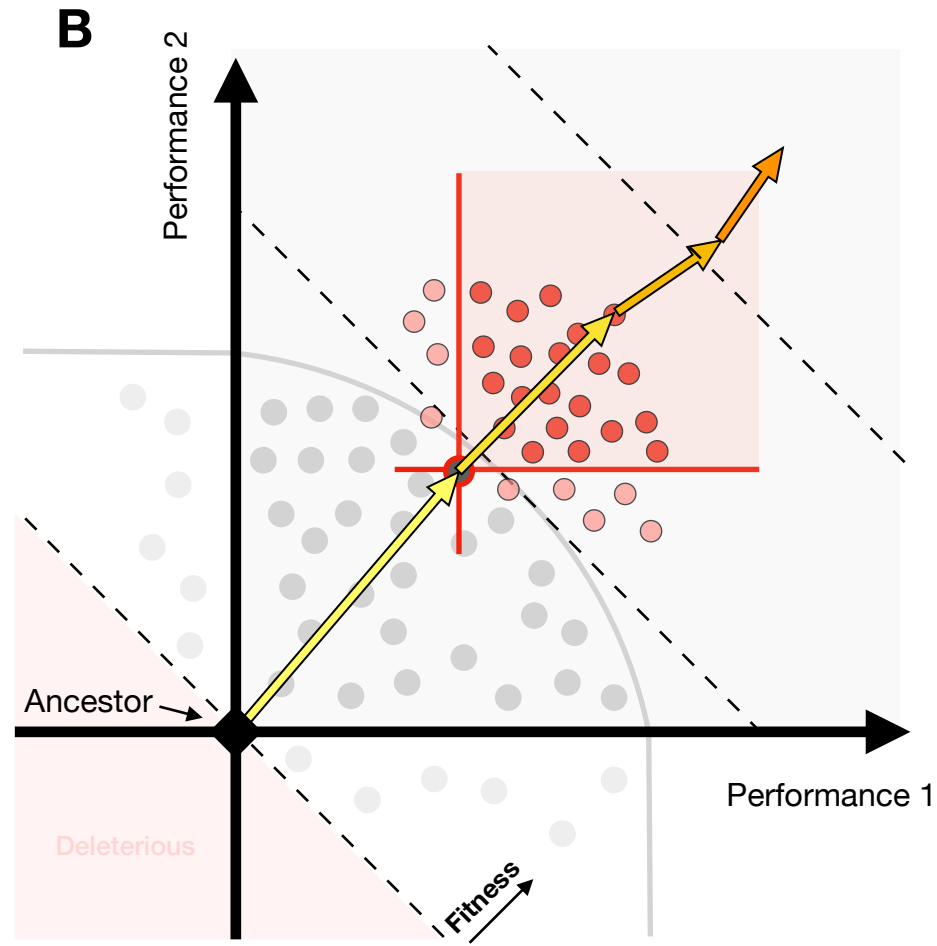 B
Performance 2
Ancestor
Performance 1
Deleterious
Fitness